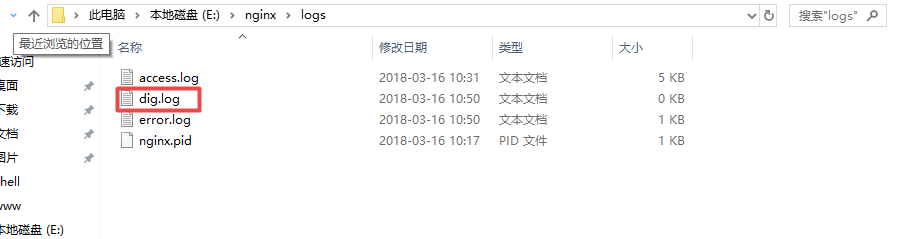 此电脑 › 本地磁盘 (E:) › nginx › logs
搜索"logs"
最近浏览的位置
名称 修改日期 类型 大小
速访问
access.log 2018-03-16 10:31 文本文档 5 KB
桌面
dig.log 2018-03-16 10:50 文本文档 0 KB
下载
error.log 2018-03-16 10:50 文本文档 1 KB
文档
nginx.pid 2018-03-16 10:17 PID 文件 1 KB
图片
hell
www
本地磁盘 (E:)